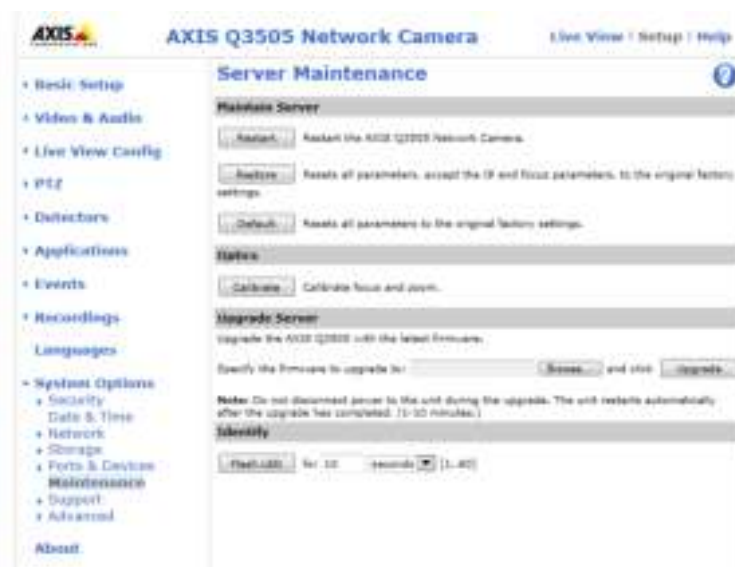 AXIS
AXIS Q3505 Network Camera
Live View | Setup | Help
Basic Setup
Video & Audio
Live View Config
PTZ
Detectors
Applications
Events
Recordings
Languages
System Options
Security
Date & Time
Network
Storage
Ports & Devices
Maintenance
Support
Advanced
About
Server Maintenance
?
Maintain Server
Restart Restart the AXIS Q3505 Network Camera.
Restore Resets all parameters, except the IP and focus parameters, to the original factory
settings.
Default Resets all parameters to the original factory settings.
Optics
Calibrate Calibrate focus and zoom.
Upgrade Server
Upgrade the AXIS Q3505 with the latest firmware.
Specify the firmware to upgrade to: Browse... and click Upgrade
Note: Do not disconnect power to the unit during the upgrade. The unit restarts automatically
after the upgrade has completed. (1-10 minutes.)
Identify
Flash LED for 10 seconds [1..60]